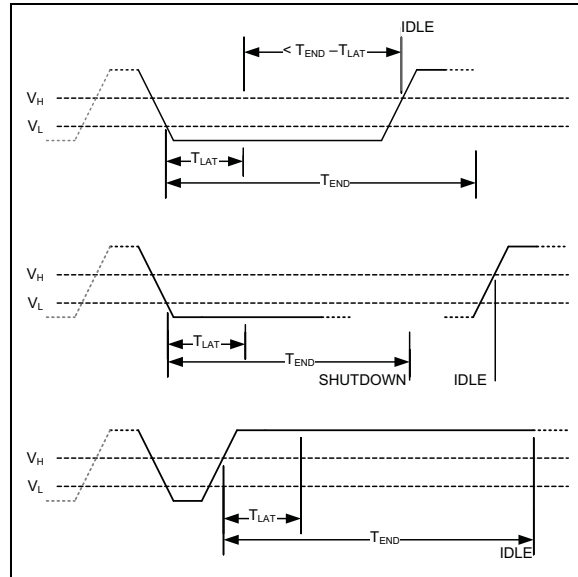 IDLE
< TEND –TLAT
VH
VL
TLAT
TEND
VH
VL
TLAT
TEND
SHUTDOWN
IDLE
VH
VL
TLAT
TEND
IDLE